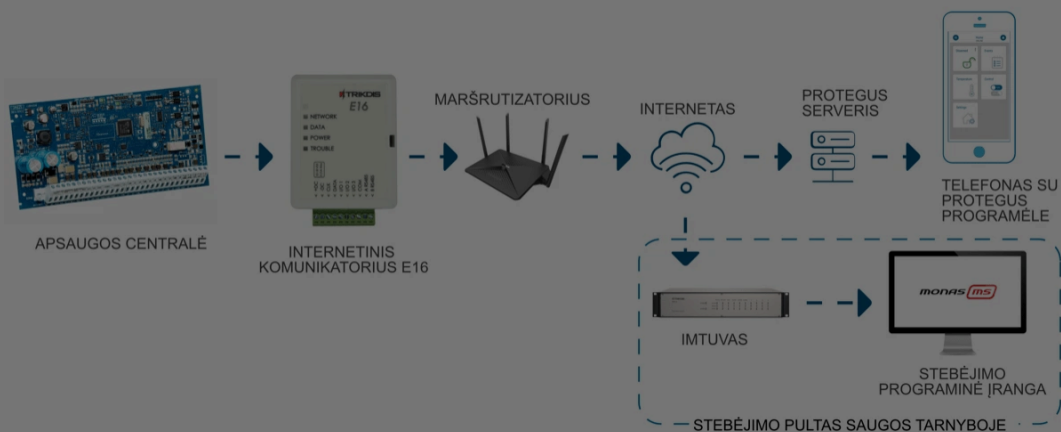 APSAUGOS CENTRALĖ
TRIKDIS
E16
NETWORK
DATA
POWER
TROUBLE
INTERNETINIS
KOMUNIKATORIUS E16
MARŠRUTIZATORIUS
INTERNETAS
PROTEGUS
SERVERIS
TELEFONAS SU
PROTEGUS
PROGRAMĖLE
IMTUVAS
MONAS MS
STEBĖJIMO
PROGRAMINĖ ĮRANGA
STEBĖJIMO PULTAS SAUGOS TARNYBOJE